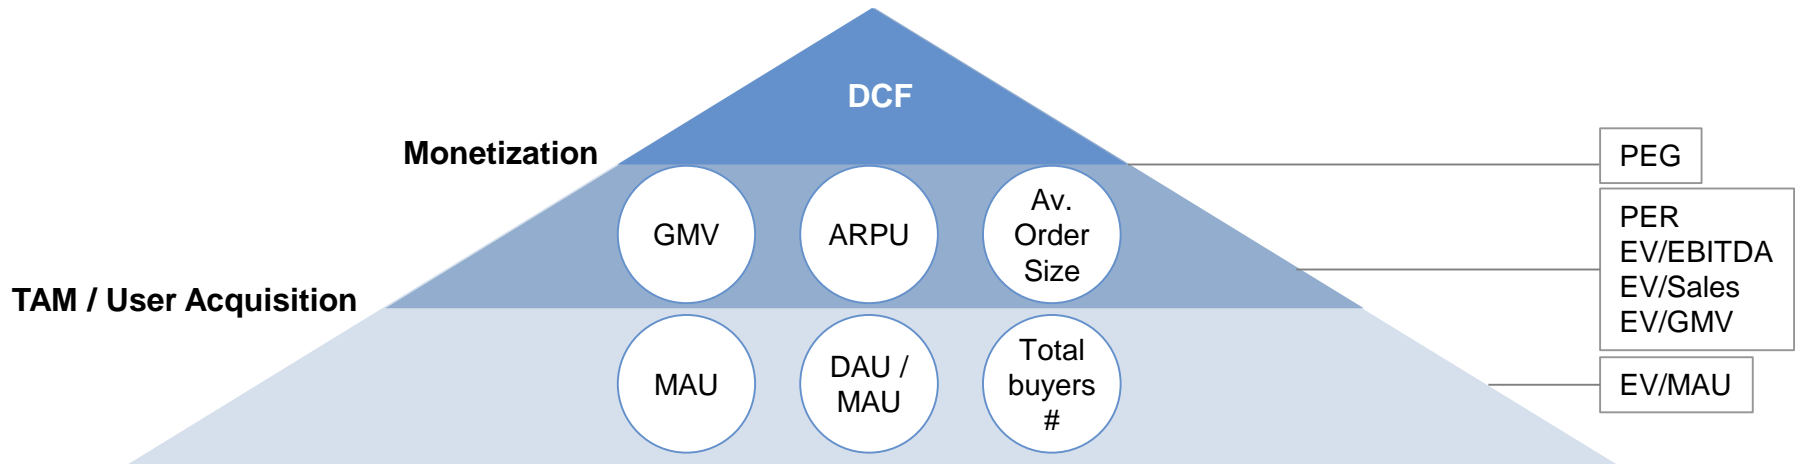 DCF
Monetization
PEG
GMV
ARPU
Av.
Order
Size
PER
EV/EBITDA
EV/Sales
EV/GMV
TAM / User Acquisition
MAU
DAU /
MAU
Total
buyers
#
EV/MAU